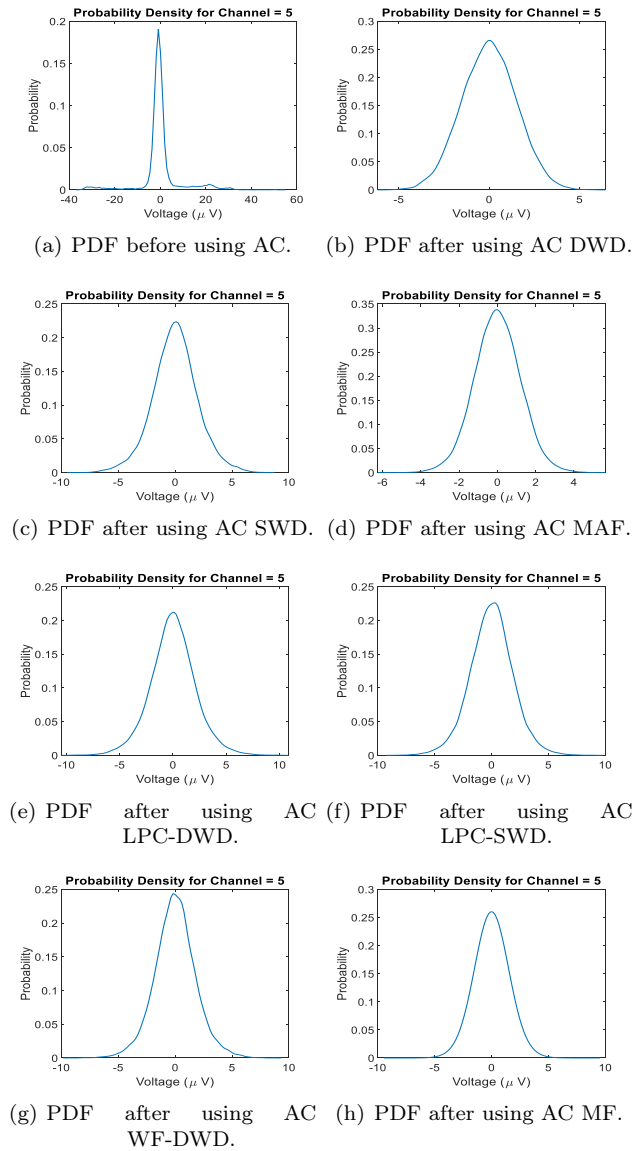 Probability Density for Channel = 5
Probability
0.2
0.15
0.1
0.05
0
-40 -20 0 20 40 60
Voltage (μ V)
(a) PDF before using AC.
Probability Density for Channel = 5
Probability
0.3
0.25
0.2
0.15
0.1
0.05
0
-5 0 5
Voltage (μ V)
(b) PDF after using AC DWD.
Probability Density for Channel = 5
Probability
0.25
0.2
0.15
0.1
0.05
0
-10 -5 0 5 10
Voltage (μ V)
(c) PDF after using AC SWD.
Probability Density for Channel = 5
Probability
0.35
0.3
0.25
0.2
0.15
0.1
0.05
0
-6 -4 -2 0 2 4
Voltage (μ V)
(d) PDF after using AC MAF.
Probability Density for Channel = 5
Probability
0.25
0.2
0.15
0.1
0.05
0
-10 -5 0 5 10
Voltage (μ V)
(e) PDF after using AC
LPC-DWD.
Probability Density for Channel = 5
Probability
0.25
0.2
0.15
0.1
0.05
0
-10 -5 0 5 10
Voltage (μ V)
(f) PDF after using AC
LPC-SWD.
Probability Density for Channel = 5
Probability
0.25
0.2
0.15
0.1
0.05
0
-10 -5 0 5 10
Voltage (μ V)
(g) PDF after using AC
WF-DWD.
Probability Density for Channel = 5
Probability
0.3
0.25
0.2
0.15
0.1
0.05
0
-10 -5 0 5 10
Voltage (μ V)
(h) PDF after using AC MF.